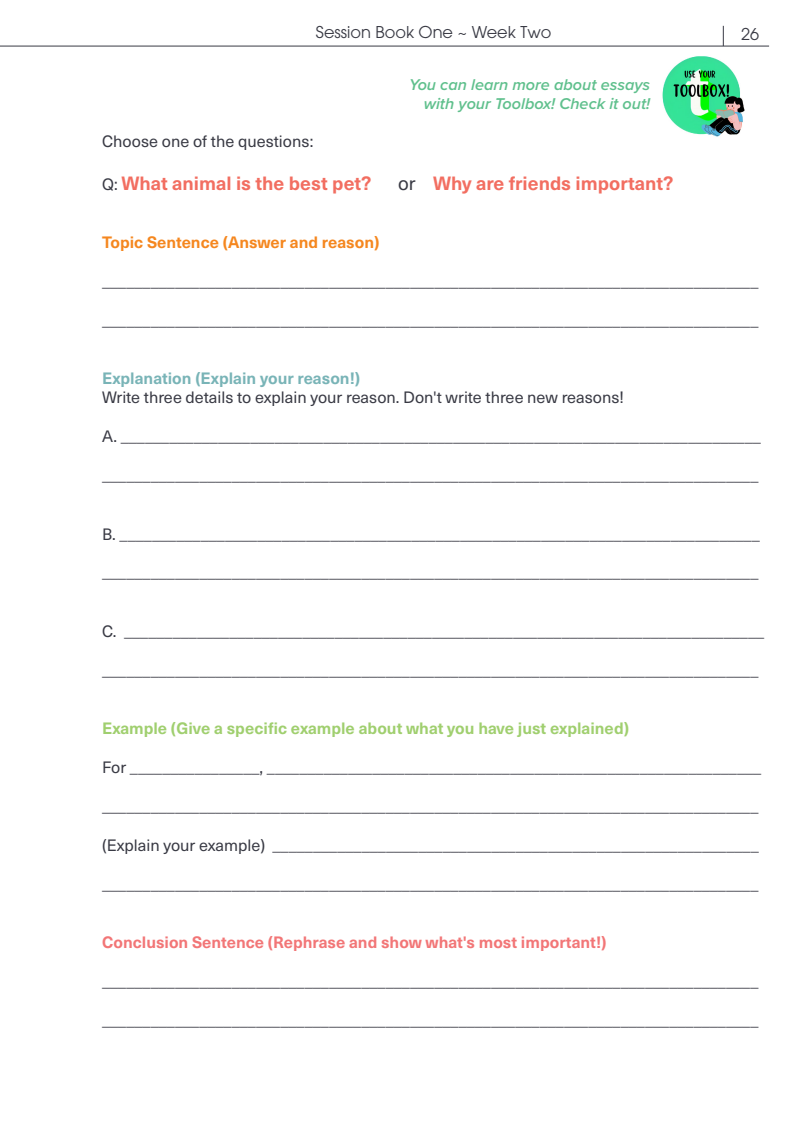 Session Book One ~ Week Two | 26
You can learn more about essays
with your Toolbox! Check it out!
USE YOUR
TOOLBOX!
t
Choose one of the questions:
Q: What animal is the best pet? or Why are friends important?
Topic Sentence (Answer and reason)
Explanation (Explain your reason!)
Write three details to explain your reason. Don't write three new reasons!
A.
B.
C.
Example (Give a specific example about what you have just explained)
For ________________, ________________
(Explain your example)
Conclusion Sentence (Rephrase and show what's most important!)